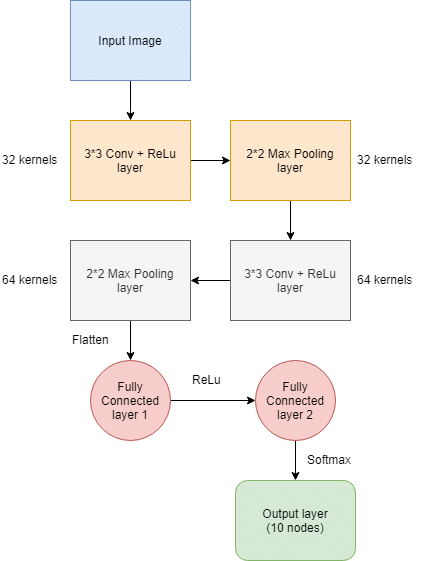 Input Image
32 kernels
3*3 Conv + ReLu
layer
2*2 Max Pooling
layer
32 kernels
64 kernels
2*2 Max Pooling
layer
3*3 Conv + ReLu
layer
64 kernels
Flatten
Fully
Connected
layer 1
ReLu
Fully
Connected
layer 2
Softmax
Output layer
(10 nodes)